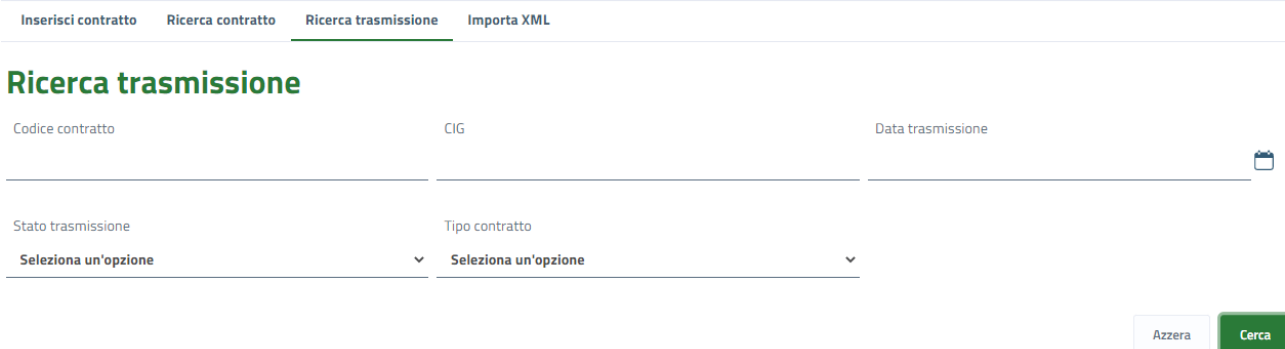 Inserisci contratto Ricerca contratto Ricerca trasmissione Importa XML
Ricerca trasmissione
Codice contratto CIG Data trasmissione
Stato trasmissione Tipo contratto
Seleziona un'opzione Seleziona un'opzione
Azzera Cerca